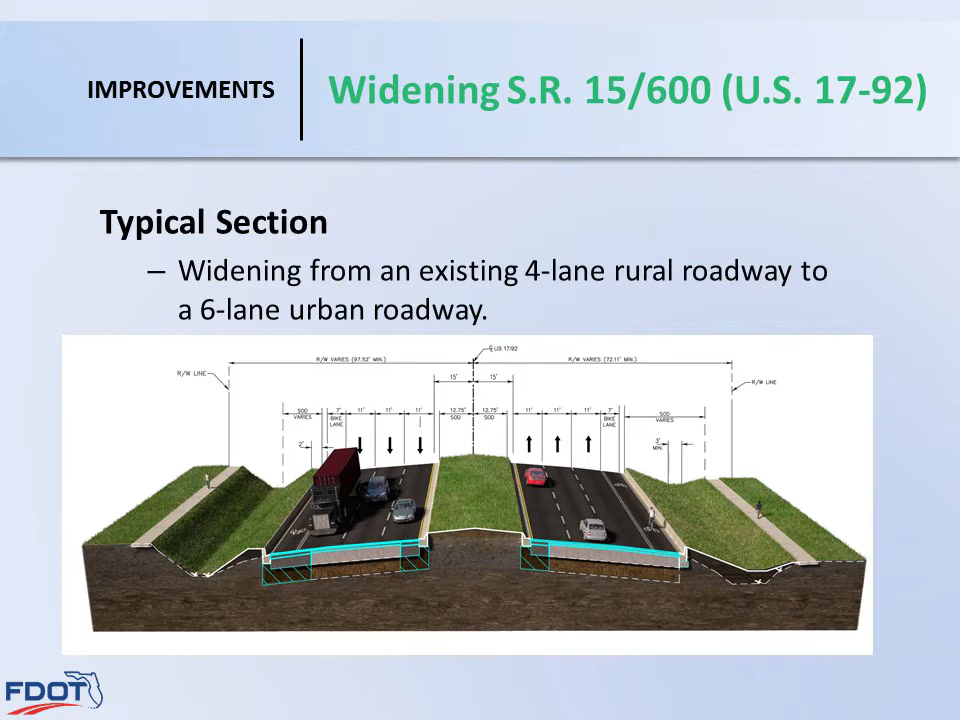 IMPROVEMENTS
Widening S.R. 15/600 (U.S. 17-92)
Typical Section
– Widening from an existing 4-lane rural roadway to
a 6-lane urban roadway.
℄ US 17/92
R/W VARIES (97.52' MIN.)
R/W VARIES (72.11' MIN.)
R/W LINE
R/W LINE
15'
15'
SOD
VARIES
7'
BIKE
LANE
11'
11'
11'
12.75'
SOD
12.75'
SOD
11'
11'
11'
7'
BIKE
LANE
SOD
VARIES
2'
3'
MIN.
FDOT